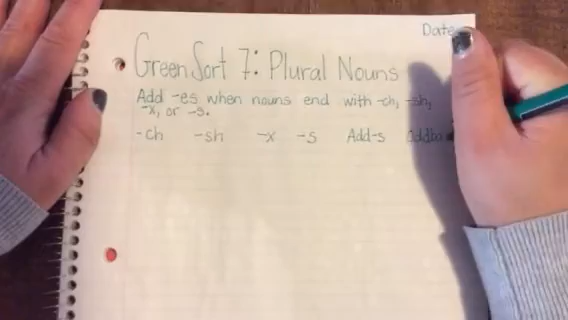 Date
Green Sort 7: Plural Nouns
Add -es when nouns end with -ch, -sh,
-x, or -s.
-ch -sh -x -s Add-s